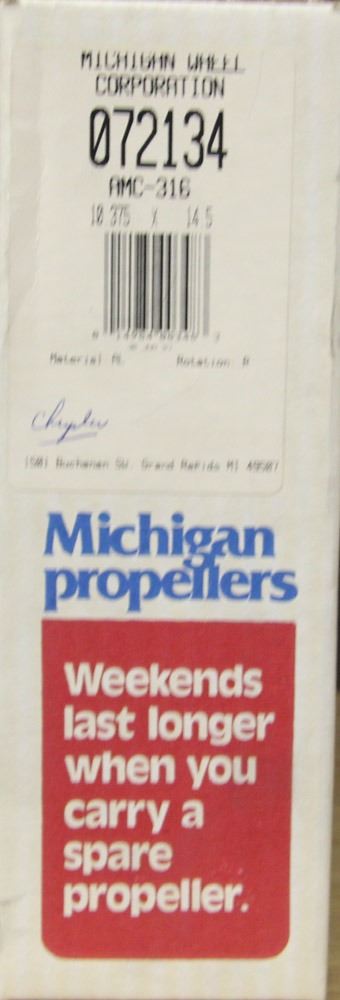 MICHIGAN WHEEL
CORPORATION
072134
AMC-316
10.375 X 14.5
Material AL Rotation R
Chrysler
1501 Buchanan SW. Grand Rapids MI 49507
Michigan
propellers
Weekends
last longer
when you
carry a
spare
propeller.